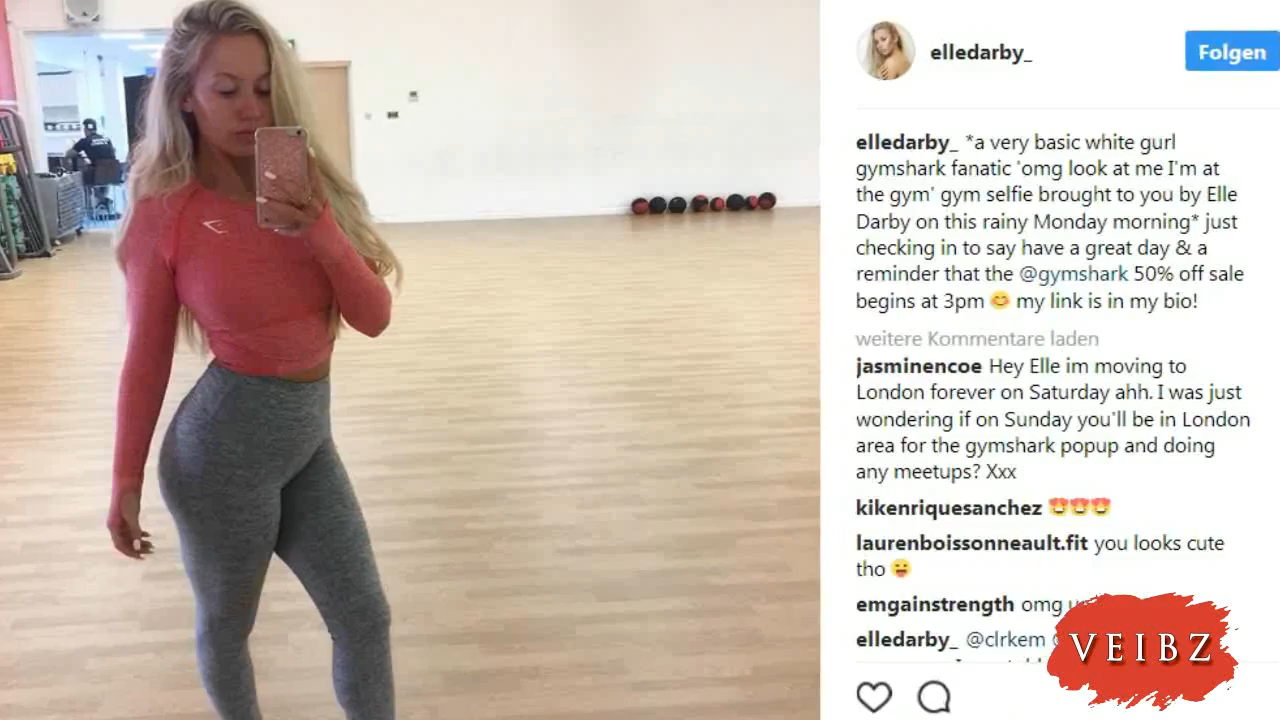 elledarby_
Folgen
elledarby_ *a very basic white gurl
gymshark fanatic 'omg look at me I'm at
the gym' gym selfie brought to you by Elle
Darby on this rainy Monday morning* just
checking in to say have a great day & a
reminder that the @gymshark 50% off sale
begins at 3pm 😊 my link is in my bio!
weitere Kommentare laden
jasminencoe Hey Elle im moving to
London forever on Saturday ahh. I was just
wondering if on Sunday you'll be in London
area for the gymshark popup and doing
any meetups? Xxx
kikenriquesanchez 😍😍😍
laurenboissonneault.fit you looks cute
tho 😜
emgainstrength omg
elledarby_ @clrkem
VEIBZ